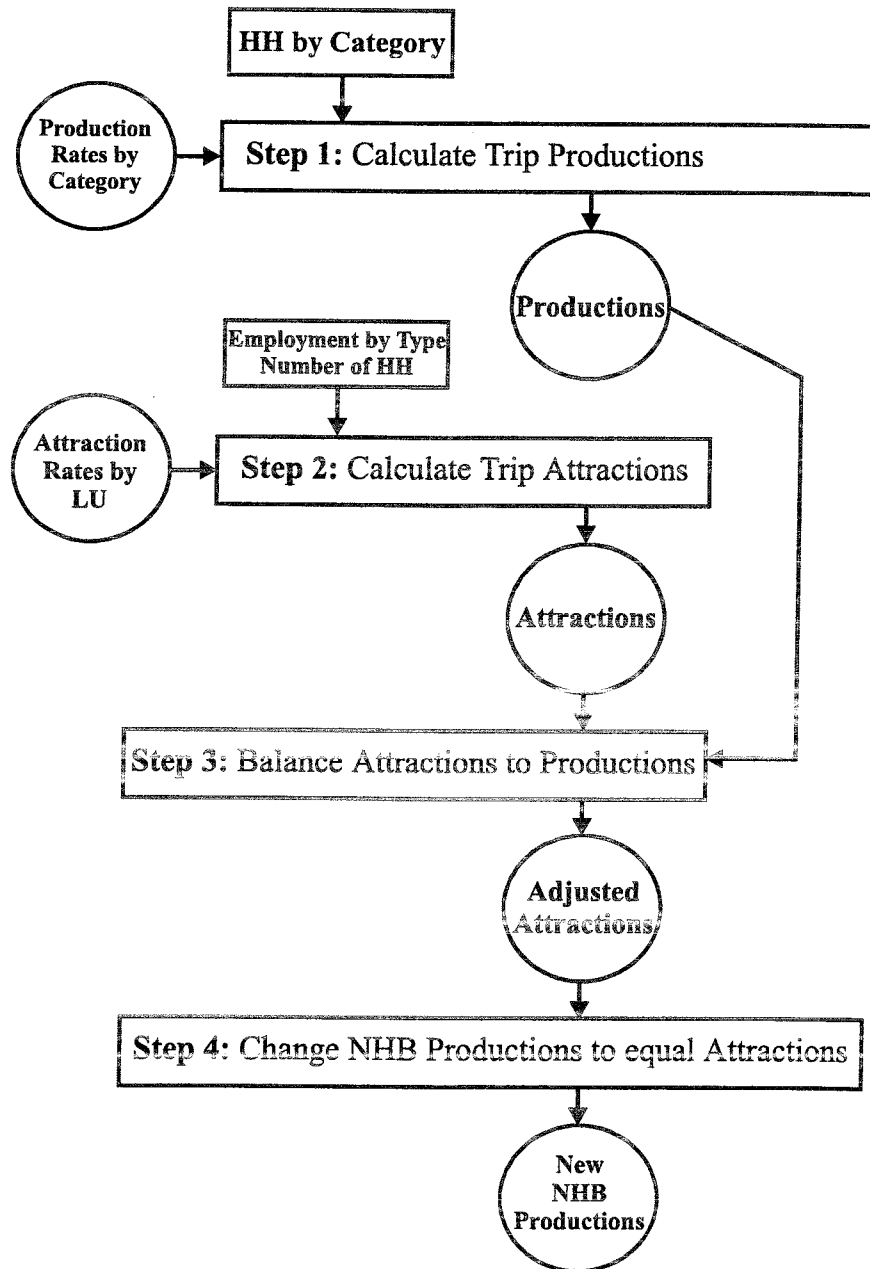 HH by Category
Production
Rates by
Category
Step 1: Calculate Trip Productions
Productions
Employment by Type
Number of HH
Attraction
Rates by
LU
Step 2: Calculate Trip Attractions
Attractions
Step 3: Balance Attractions to Productions
Adjusted
Attractions
Step 4: Change NHB Productions to equal Attractions
New
NHB
Productions